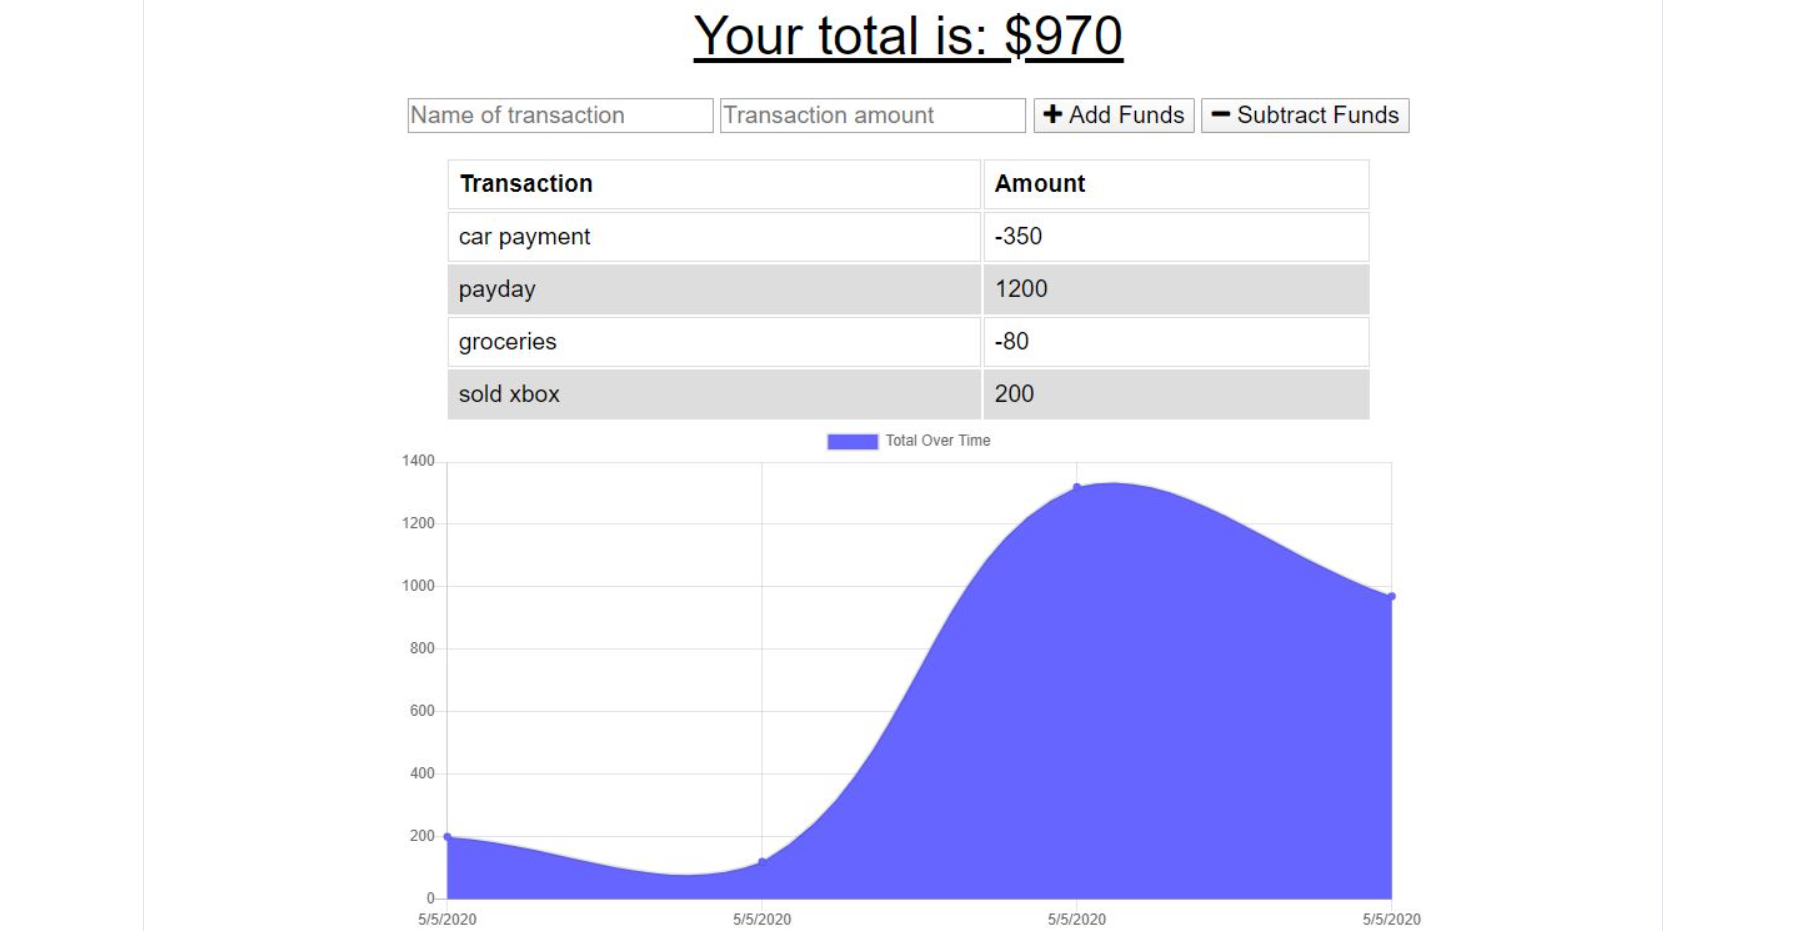 Your total is: $970
Name of transaction Transaction amount + Add Funds − Subtract Funds
Transaction Amount
car payment -350
payday 1200
groceries -80
sold xbox 200
Total Over Time
1400
1200
1000
800
600
400
200
0
5/5/2020 5/5/2020 5/5/2020 5/5/2020